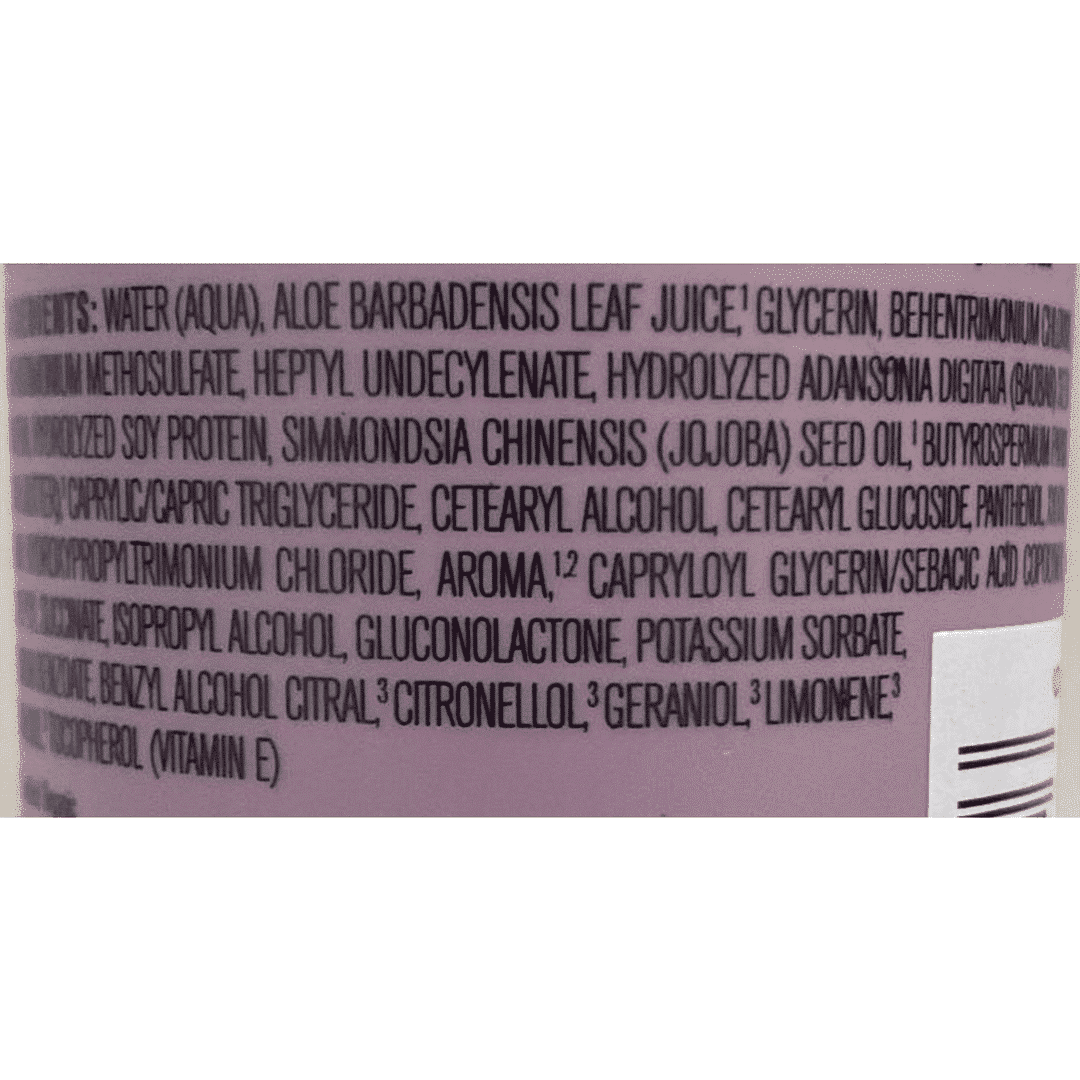 WATER (AQUA), ALOE BARBADENSIS LEAF JUICE,¹ GLYCERIN, BEHENTRIMONIUM
METHOSULFATE, HEPTYL UNDECYLENATE, HYDROLYZED ADANSONIA DIGITATA (BAOBAB)
HYDROLYZED SOY PROTEIN, SIMMONDSIA CHINENSIS (JOJOBA) SEED OIL,¹ BUTYROSPERMUM
CAPRYLIC/CAPRIC TRIGLYCERIDE, CETEARYL ALCOHOL, CETEARYL GLUCOSIDE, PANTHENOL,
CHLORIDE, AROMA,¹,² CAPRYLOYL GLYCERIN/SEBACIC ACID
SUCCINATE, ISOPROPYL ALCOHOL, GLUCONOLACTONE, POTASSIUM SORBATE,
BENZYL ALCOHOL CITRAL,³ CITRONELLOL,³ GERANIOL,³ LIMONENE³
TOCOPHEROL (VITAMIN E)